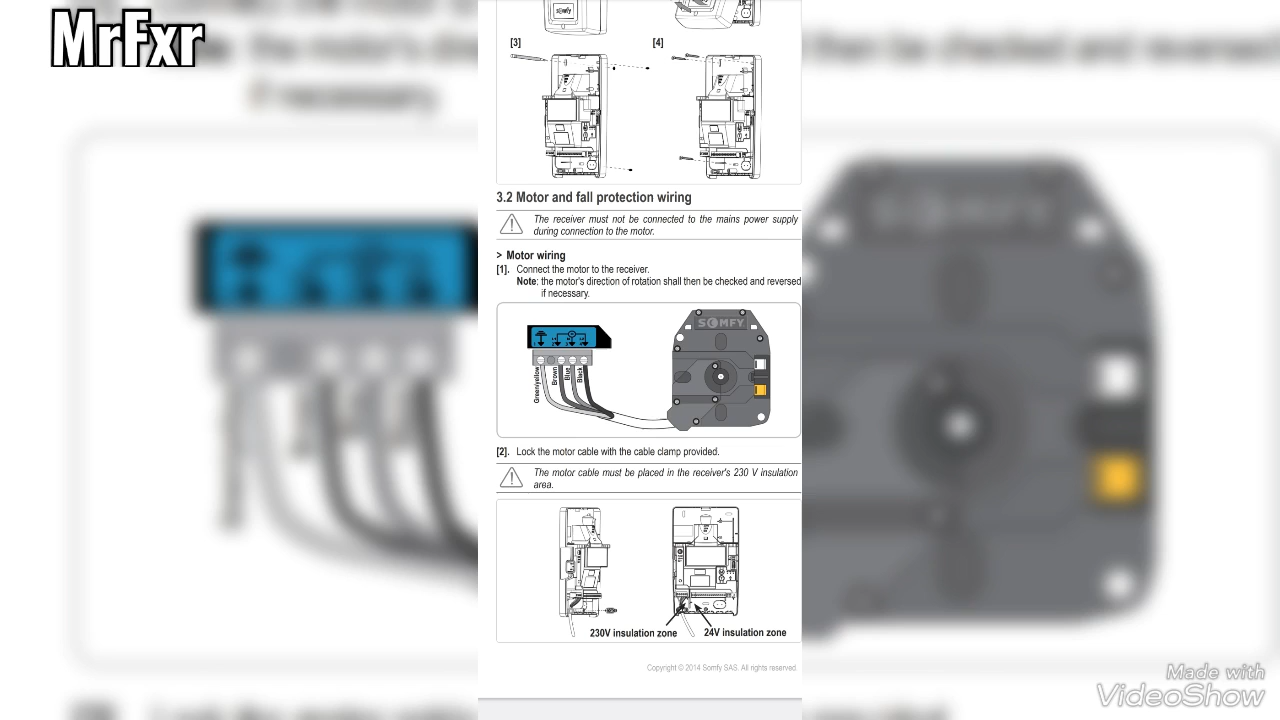 MrFxr
somfy
[3]
[4]
3.2 Motor and fall protection wiring
The receiver must not be connected to the mains power supply
during connection to the motor.
> Motor wiring
[1]. Connect the motor to the receiver.
Note: the motor's direction of rotation shall then be checked and reversed
if necessary.
SOMFY
Green/yellow
Brown
Blue
Black
[2]. Lock the motor cable with the cable clamp provided.
The motor cable must be placed in the receiver's 230 V insulation
area.
230V insulation zone
24V insulation zone
Copyright © 2014 Somfy SAS. All rights reserved
Made with
VideoShow